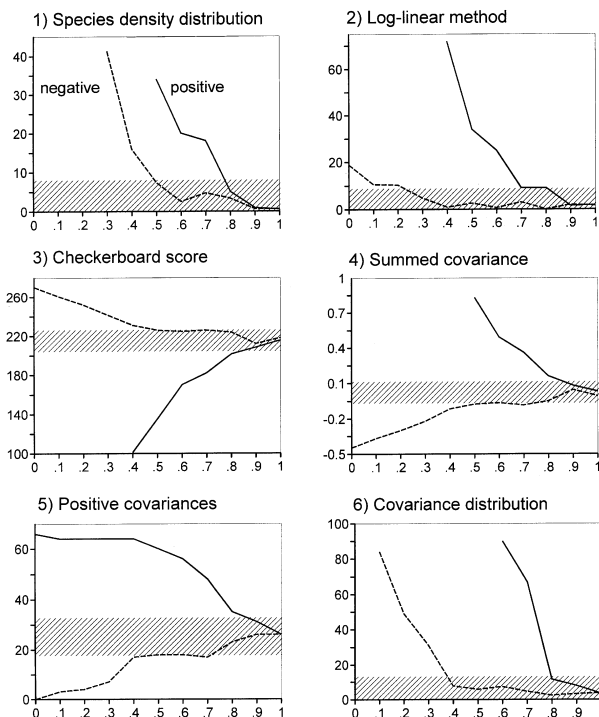 1) Species density distribution
40
30
20
10
0
negative
positive
0 .1 .2 .3 .4 .5 .6 .7 .8 .9 1
2) Log-linear method
60
40
20
0
0 .1 .2 .3 .4 .5 .6 .7 .8 .9 1
3) Checkerboard score
260
220
180
140
100
0 .1 .2 .3 .4 .5 .6 .7 .8 .9 1
4) Summed covariance
1
0.7
0.4
0.1
-0.2
-0.5
0 .1 .2 .3 .4 .5 .6 .7 .8 .9 1
5) Positive covariances
60
40
20
0
0 .1 .2 .3 .4 .5 .6 .7 .8 .9 1
6) Covariance distribution
100
80
60
40
20
0
0 .1 .2 .3 .4 .5 .6 .7 .8 .9